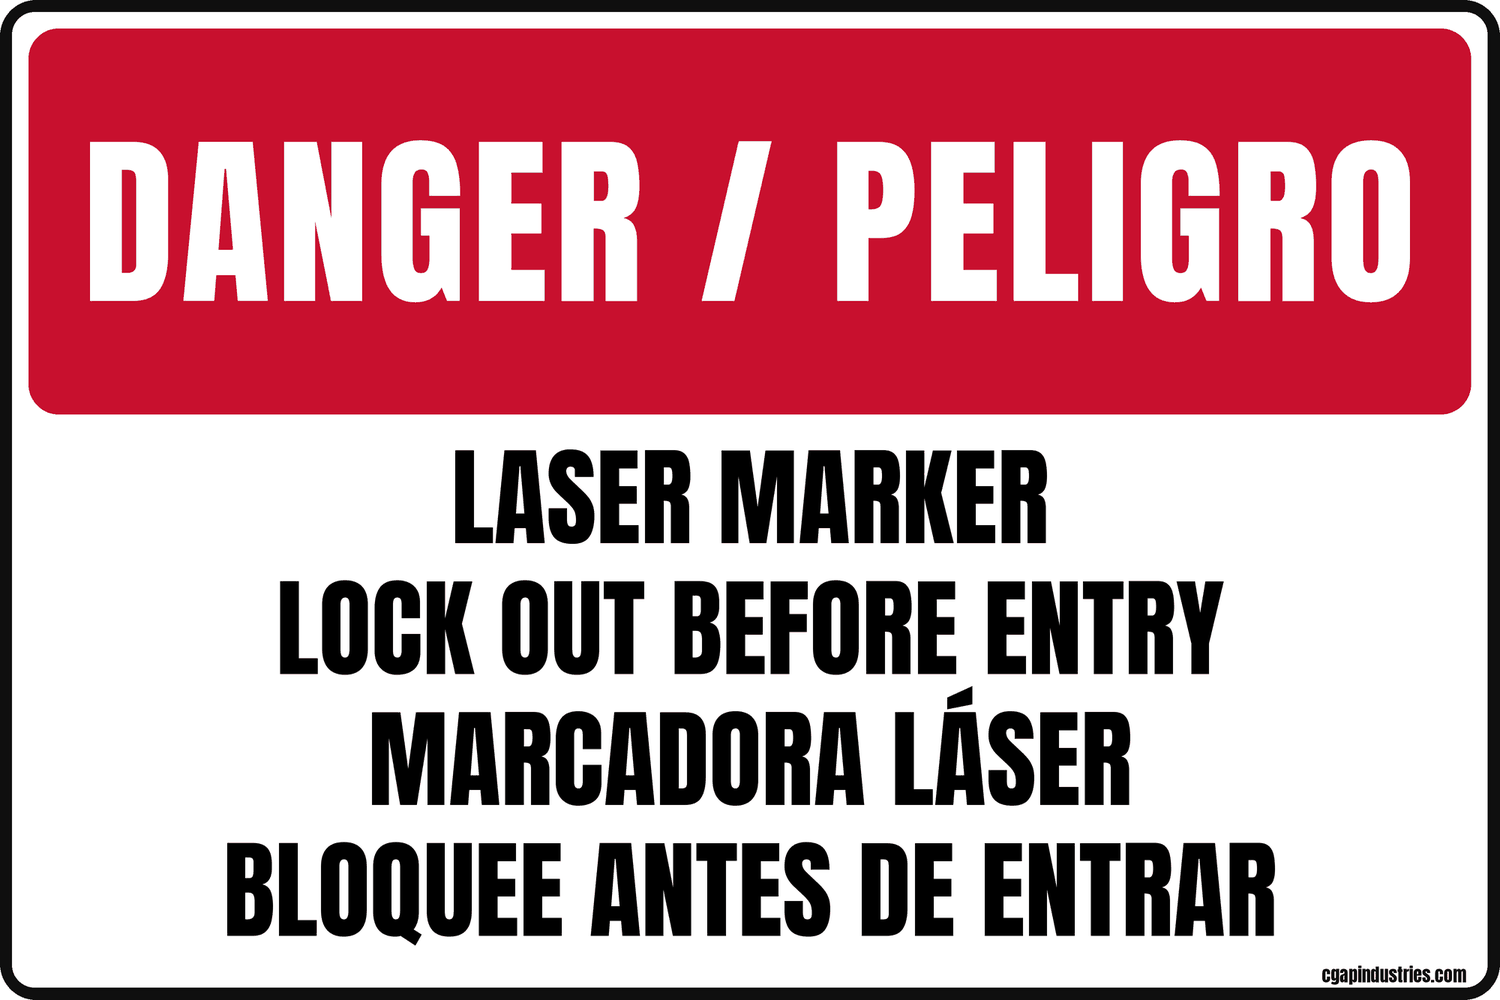 DANGER / PELIGRO
LASER MARKER
LOCK OUT BEFORE ENTRY
MARCADORA LÁSER
BLOQUEE ANTES DE ENTRAR
cgapindustries.com